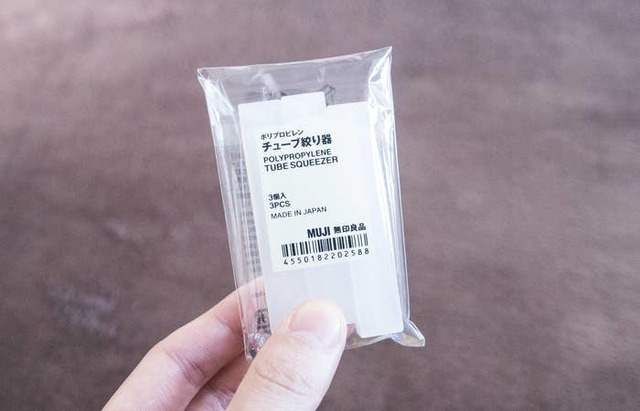 ポリプロピレン
チューブ絞り器
POLYPROPYLENE
TUBE SQUEEZER
3個入
3PCS
MADE IN JAPAN
MUJI 無印良品
4550182202588